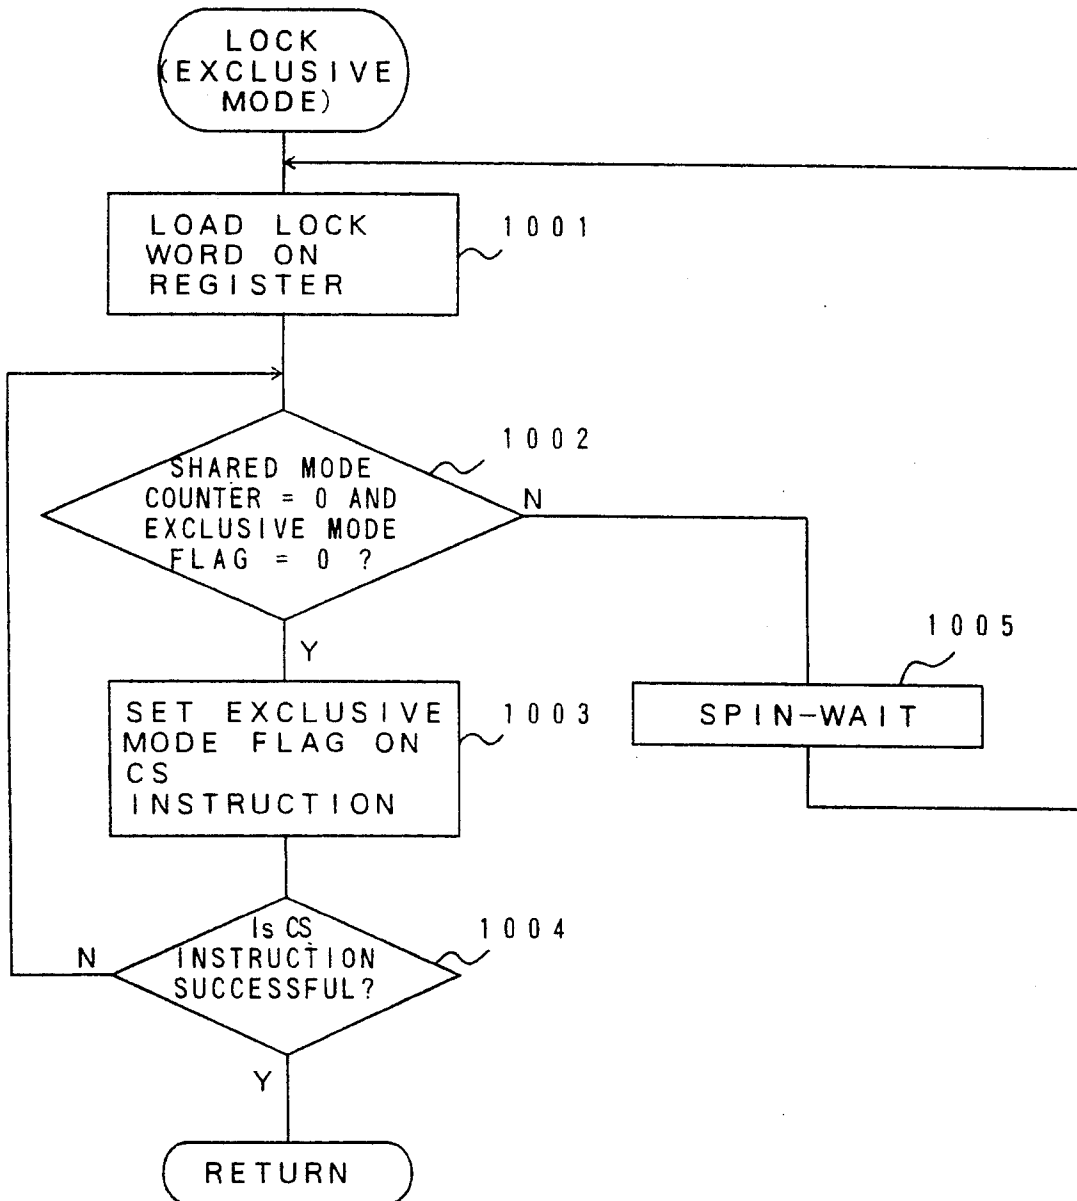 LOCK
(EXCLUSIVE
MODE)
LOAD LOCK
WORD ON
REGISTER
1001
SHARED MODE
COUNTER = 0 AND
EXCLUSIVE MODE
FLAG = 0 ?
1002
N
Y
1005
SPIN-WAIT
SET EXCLUSIVE
MODE FLAG ON
CS
INSTRUCTION
1003
Is CS
INSTRUCTION
SUCCESSFUL?
1004
N
Y
RETURN